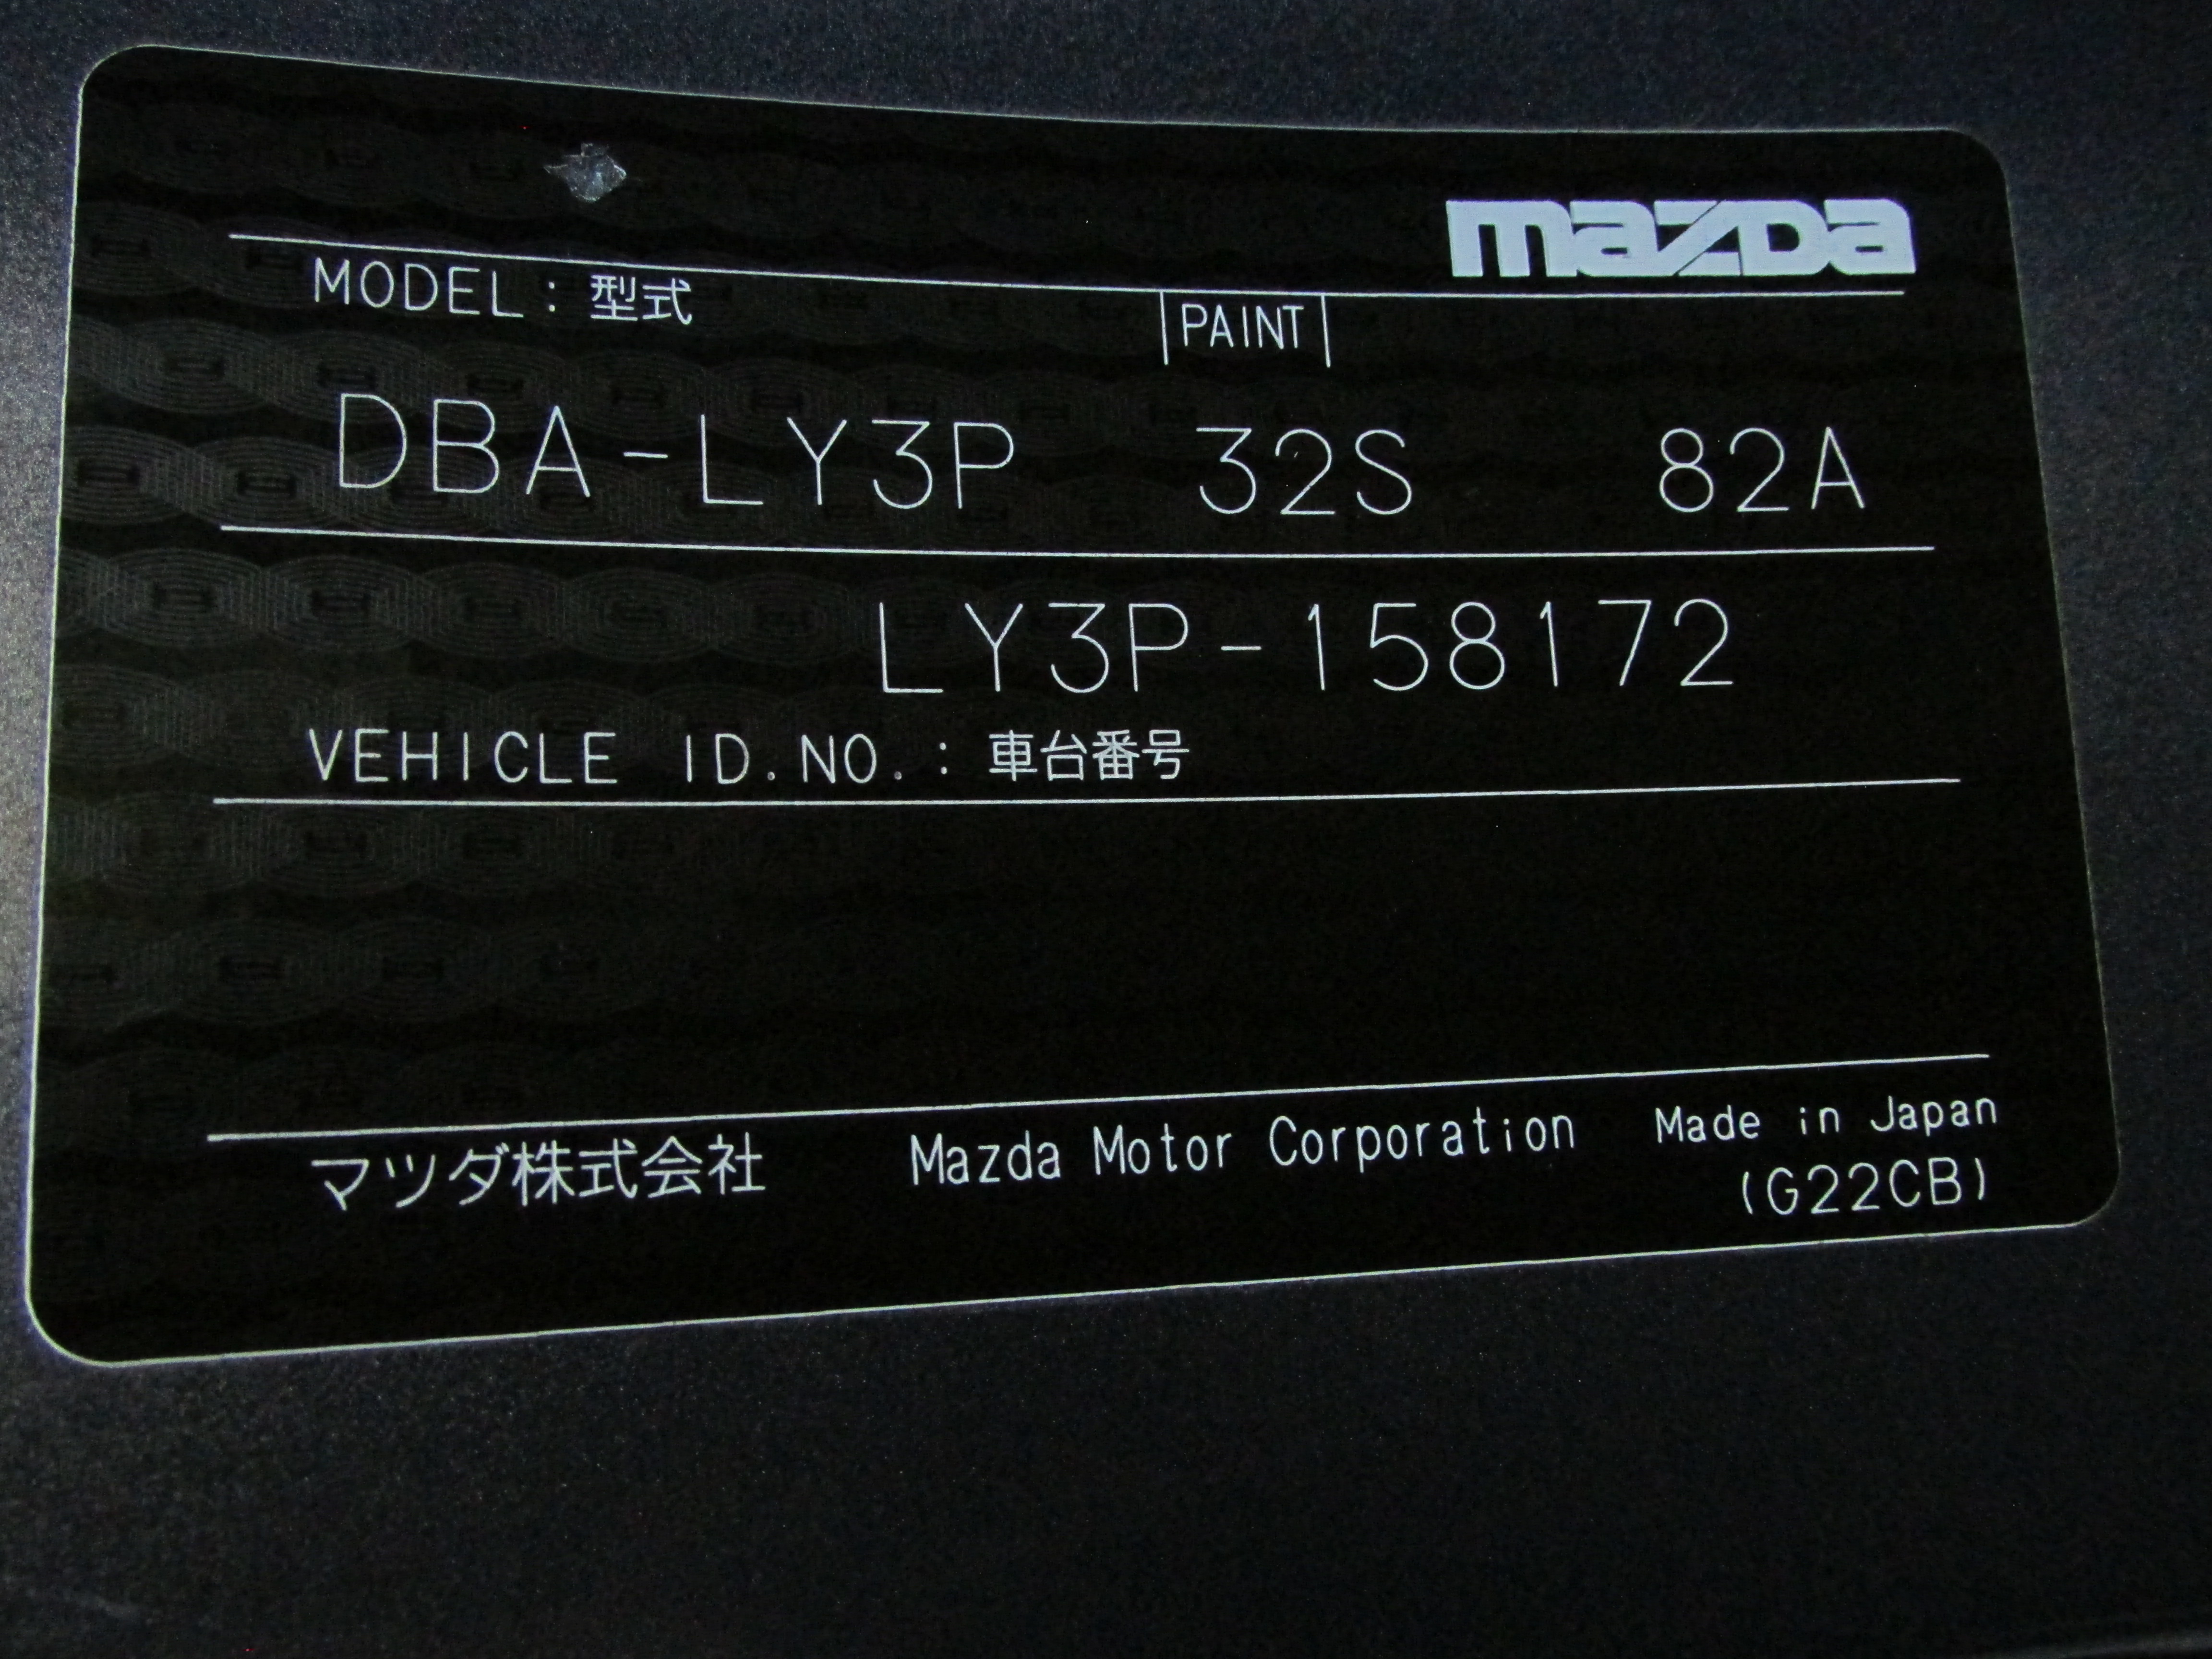 mazda
MODEL : 型式 PAINT
DBA-LY3P 32S 82A
LY3P-158172
VEHICLE ID.NO. : 車台番号
マツダ株式会社 Mazda Motor Corporation Made in Japan
(G22CB)